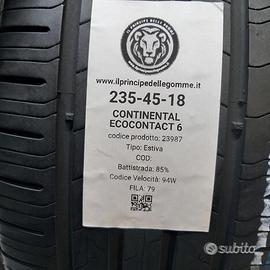 IL PRINCIPE DELLE GOMME
www.ilprincipedellegomme.it
235-45-18
CONTINENTAL
ECOCONTACT 6
codice prodotto: 23987
Tipo: Estiva
COD:
Battistrada: 85%
Codice Velocità: 94W
FILA: 79
subito